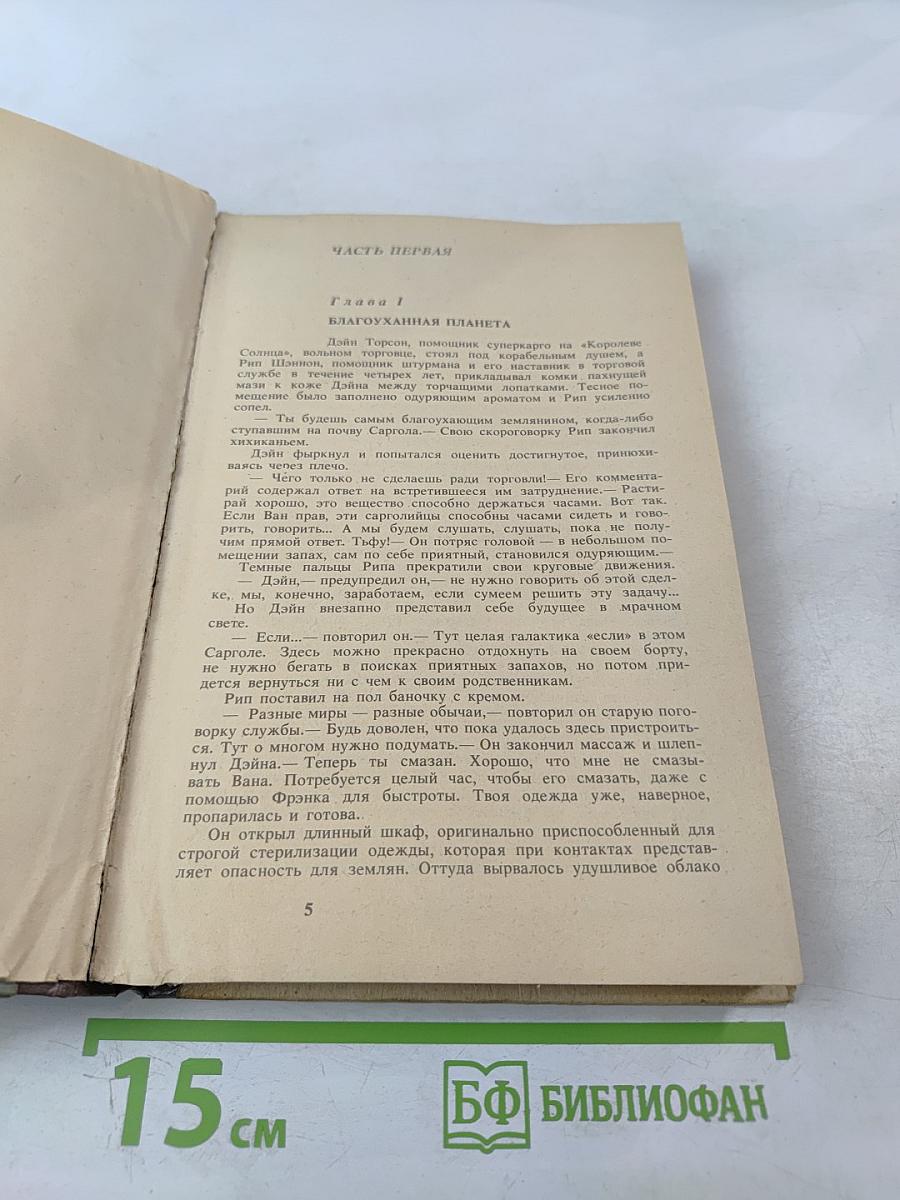 ЧАСТЬ ПЕРВАЯ
Глава I
БЛАГОУХАННАЯ ПЛАНЕТА
Дэйн Торсон, помощник суперкарго на «Королеве
Солнца», вольном торговце, стоял под корабельным душем, а
Рип Шэннон, помощник штурмана и его наставник в торговой
службе в течение четырех лет, прикладывал комки пахнущей
мази к коже Дэйна между торчащими лопатками. Тесное по-
мещение было заполнено одуряющим ароматом и Рип усиленно
сопел.
— Ты будешь самым благоухающим землянином, когда-либо
ступавшим на почву Саргола.— Свою скороговорку Рип закончил
хихиканьем.
Дэйн фыркнул и попытался оценить достигнутое, принюхи-
ваясь через плечо.
— Чего только не сделаешь ради торговли!— Его коммента-
рий содержал ответ на встретившееся им затруднение.— Расти-
рай хорошо, это вещество способно держаться часами. Вот так.
Если Ван прав, эти сарголийцы способны часами сидеть и гово-
рить, говорить... А мы будем слушать, слушать, пока не полу-
чим прямой ответ. Тьфу!— Он потряс головой — в небольшом по-
мещении запах, сам по себе приятный, становился одуряющим.—
Темные пальцы Рипа прекратили свои круговые движения.
— Дэйн,— предупредил он,— не нужно говорить об этой сдел-
ке, мы, конечно, заработаем, если сумеем решить эту задачу...
Но Дэйн внезапно представил себе будущее в мрачном
свете.
— Если...— повторил он.— Тут целая галактика «если» в этом
Сарголе. Здесь можно прекрасно отдохнуть на своем борту,
не нужно бегать в поисках приятных запахов, но потом при-
дется вернуться ни с чем к своим родственникам.
Рип поставил на пол баночку с кремом.
— Разные миры — разные обычаи,— повторил он старую пого-
ворку службы.— Будь доволен, что пока удалось здесь пристроить-
ся. Тут о многом нужно подумать.— Он закончил массаж и шлеп-
нул Дэйна.— Теперь ты смазан. Хорошо, что мне не смазы-
вать Вана. Потребуется целый час, чтобы его смазать, даже с
помощью Фрэнка для быстроты. Твоя одежда уже, наверное,
пропарилась и готова.
Он открыл длинный шкаф, оригинально приспособленный для
строгой стерилизации одежды, которая при контактах представ-
ляет опасность для землян. Оттуда вырвалось удушливое облако
5
15 см
БФ БИБЛИОФАН